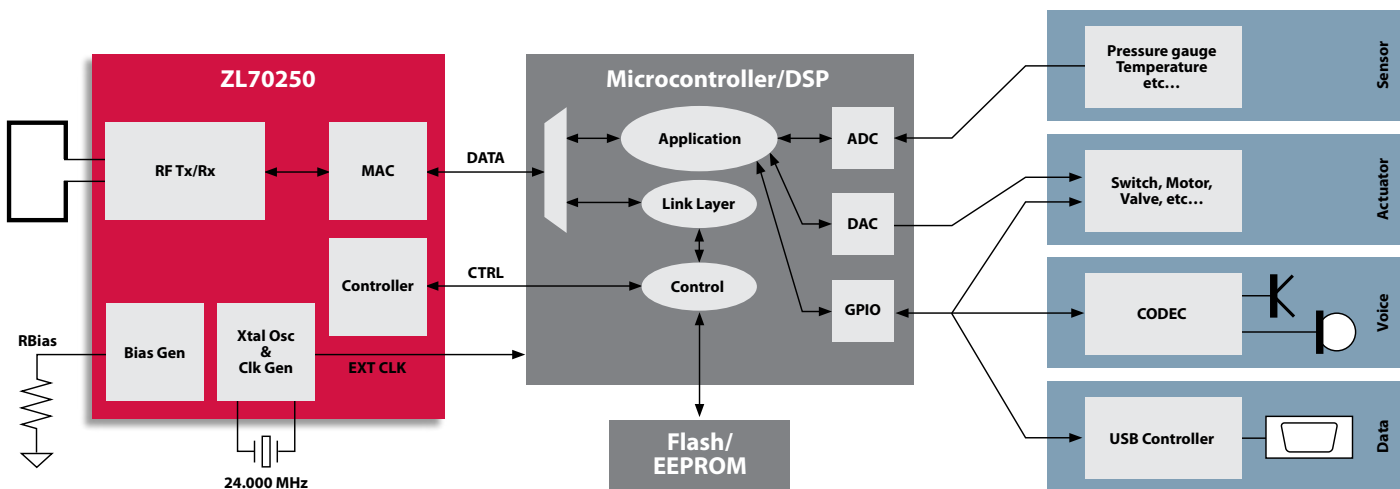 ZL70250
RF Tx/Rx
MAC
Controller
Bias Gen
Xtal Osc
&
Clk Gen
RBias
24.000 MHz
DATA
CTRL
EXT CLK
Microcontroller/DSP
Application
Link Layer
Control
ADC
DAC
GPIO
Flash/
EEPROM
Pressure gauge
Temperature
etc…
Sensor
Switch, Motor,
Valve, etc…
Actuator
CODEC
Voice
USB Controller
Data